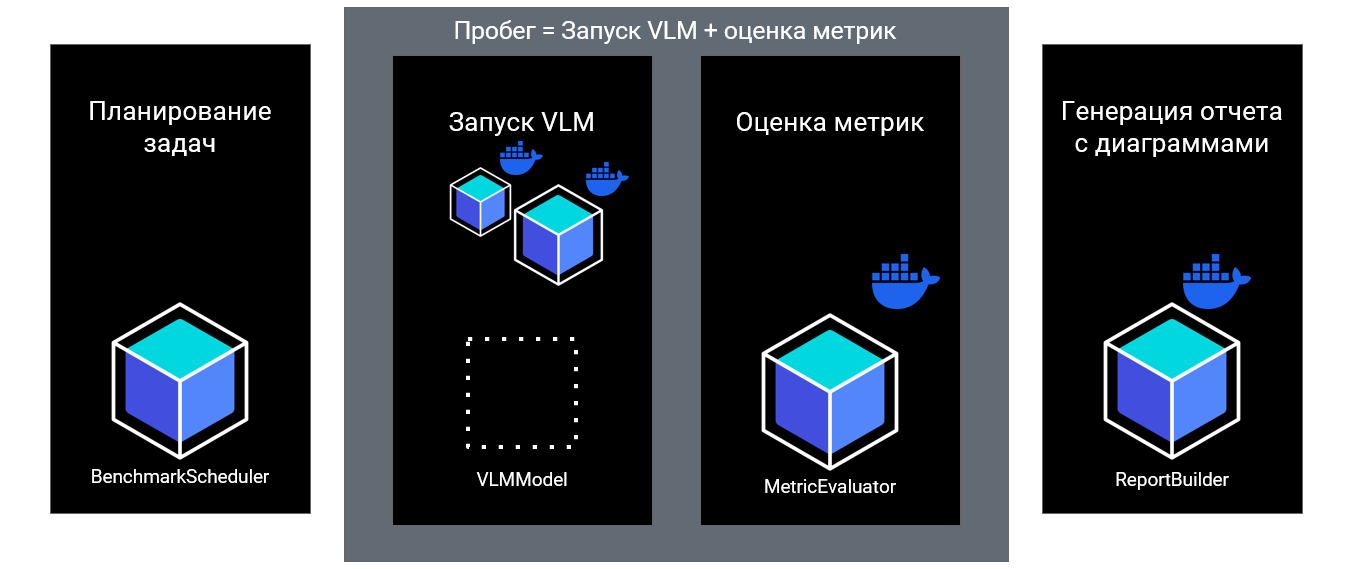 Пробег = Запуск VLM + оценка метрик
Планирование
задач
BenchmarkScheduler
Запуск VLM
VLMModel
Оценка метрик
MetricEvaluator
Генерация отчета
с диаграммами
ReportBuilder